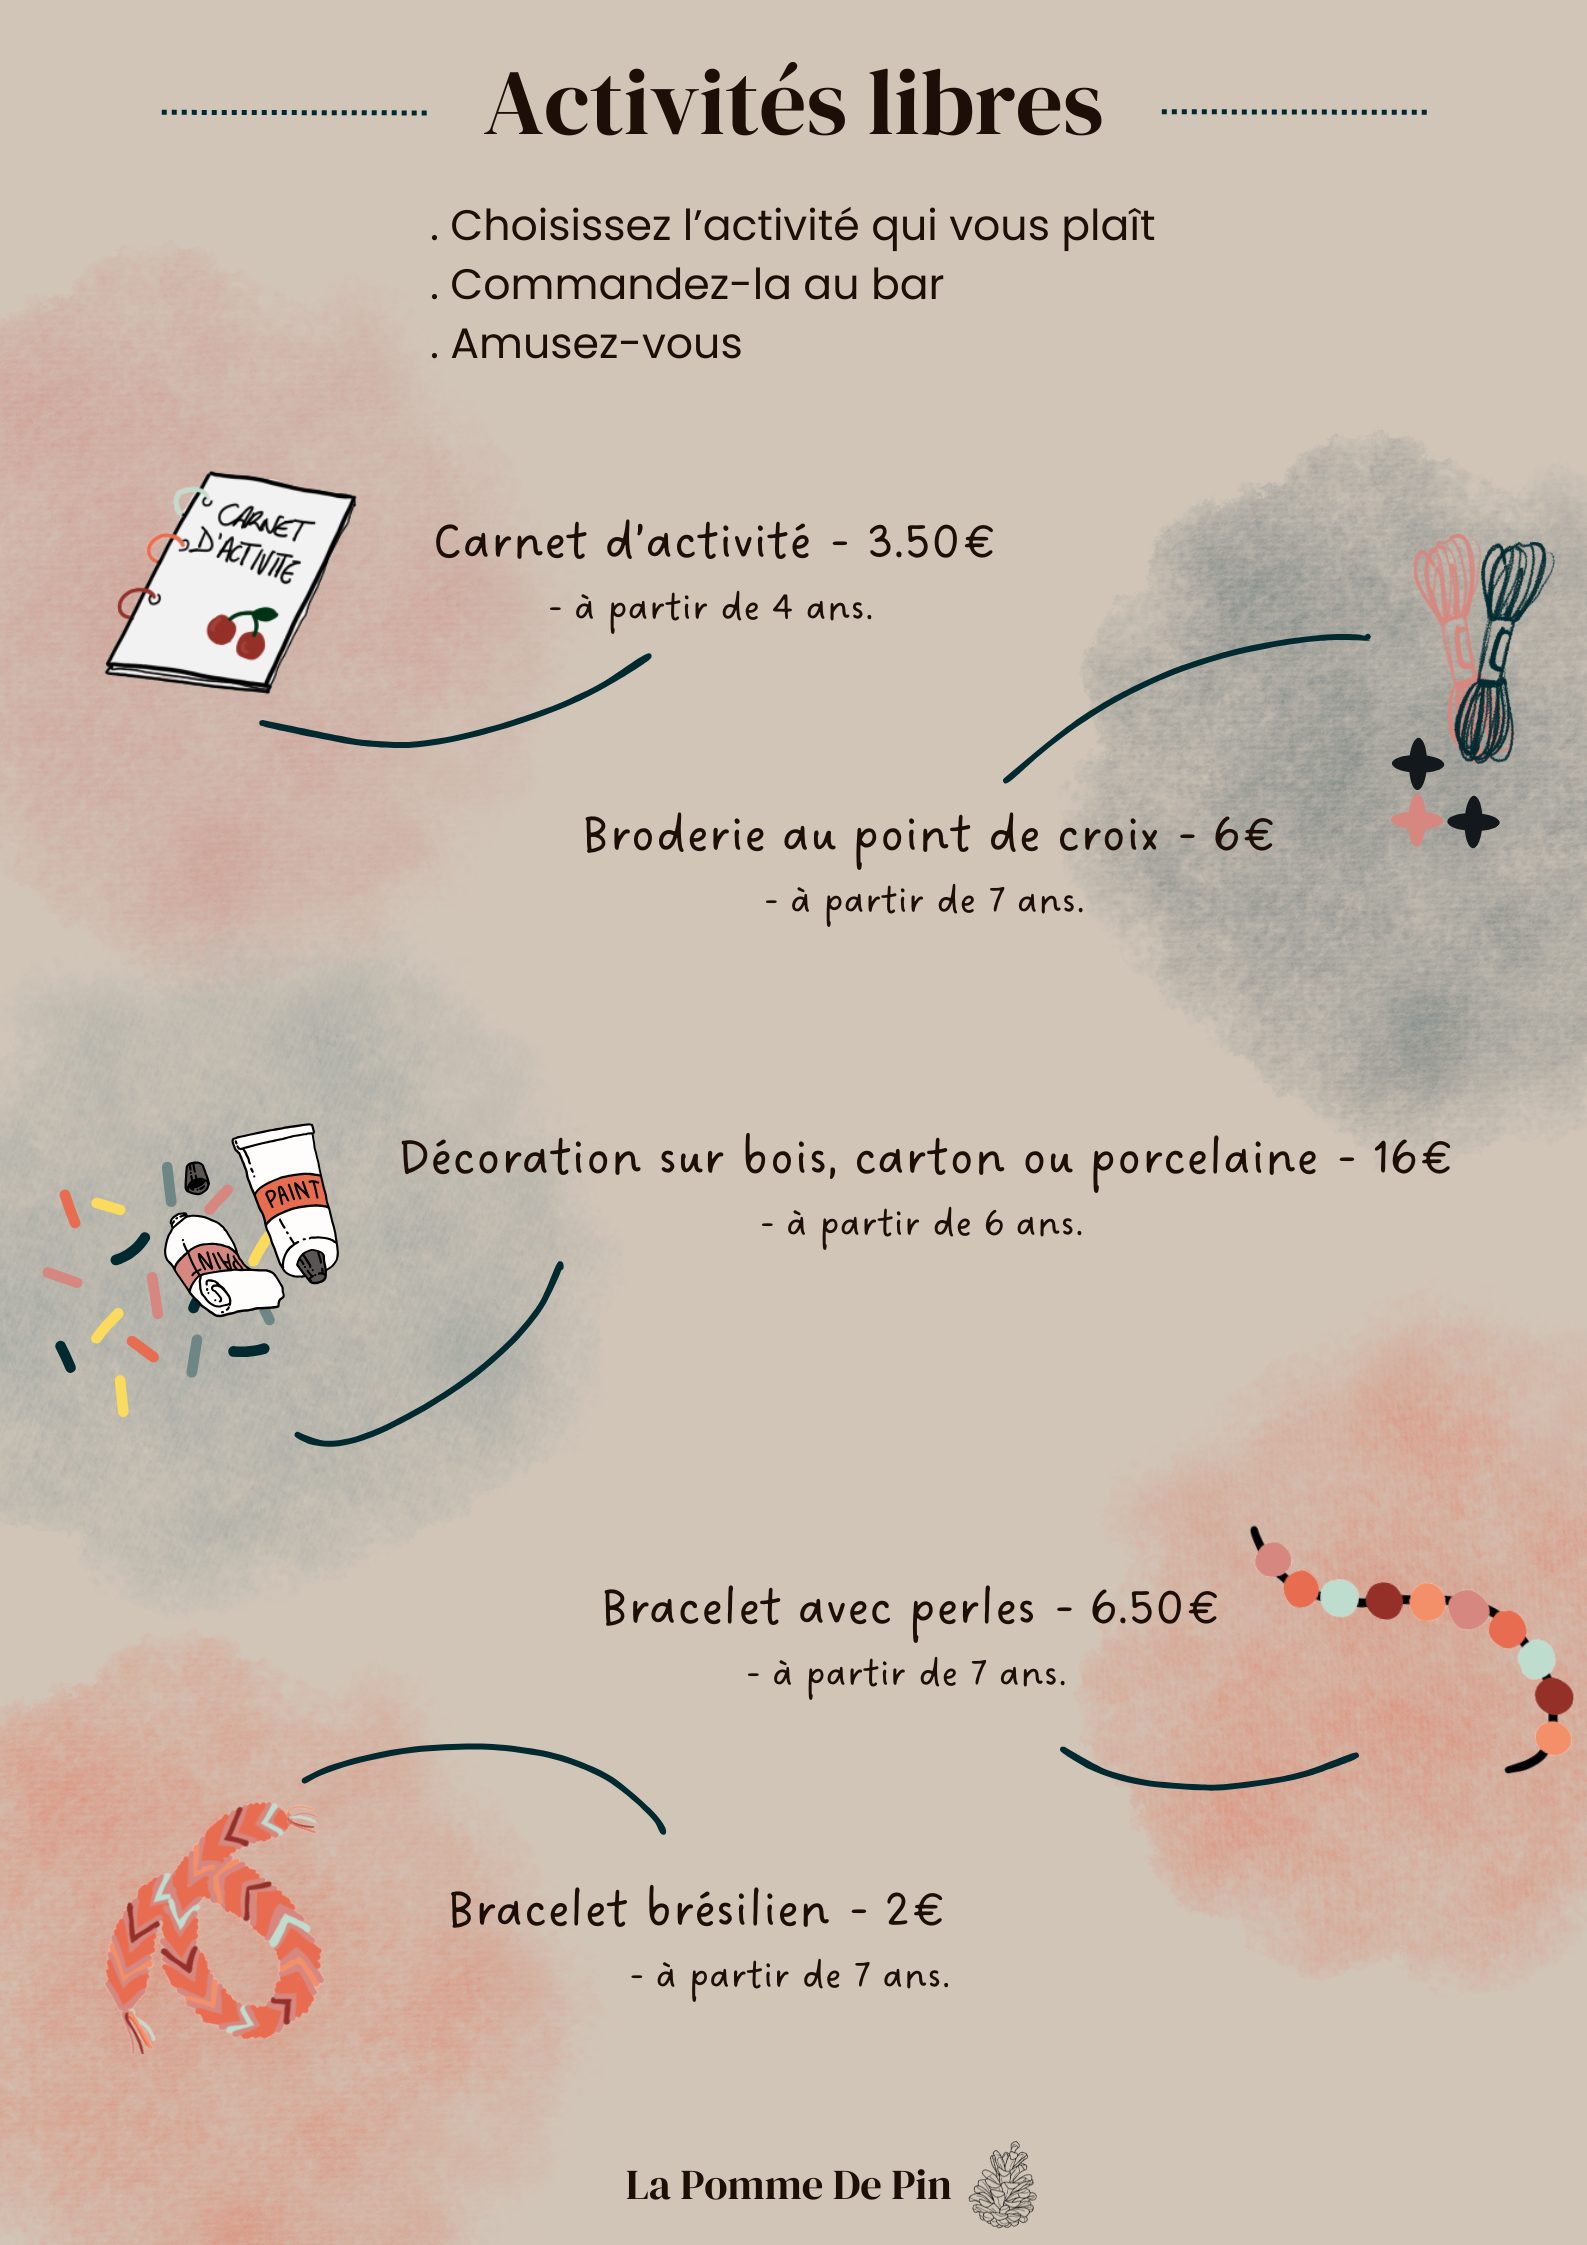 Activités libres
. Choisissez l’activité qui vous plaît
. Commandez-la au bar
. Amusez-vous
CARNET
D'ACTIVITE
Carnet d'activité - 3.50€
- à partir de 4 ans.
Broderie au point de croix - 6€
- à partir de 7 ans.
PAINT
PAINT
Décoration sur bois, carton ou porcelaine - 16€
- à partir de 6 ans.
Bracelet avec perles - 6.50€
- à partir de 7 ans.
Bracelet brésilien - 2€
- à partir de 7 ans.
La Pomme De Pin